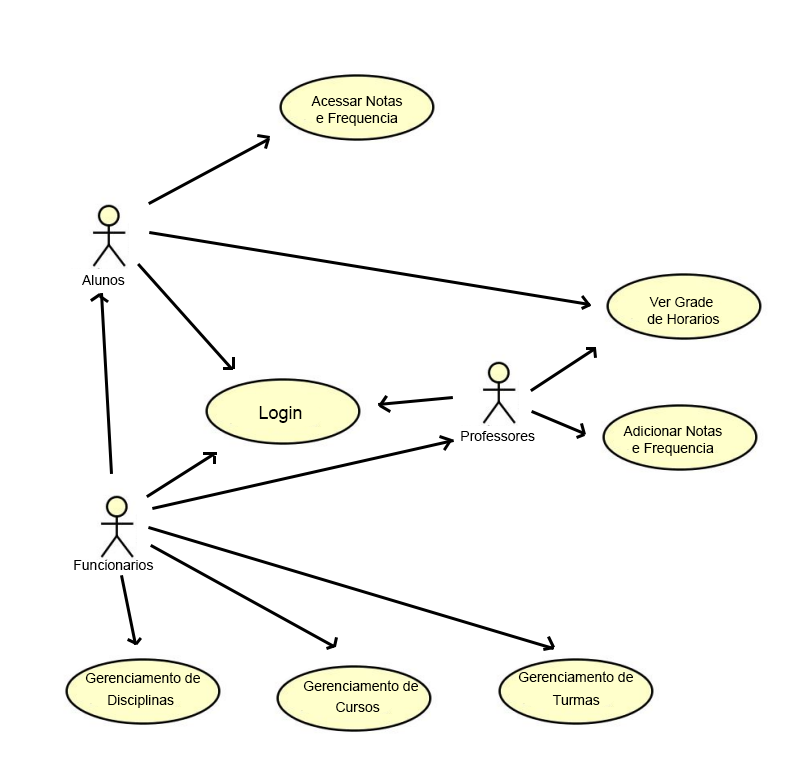 Acessar Notas
e Frequencia
Alunos
Ver Grade
de Horarios
Login
Professores
Adicionar Notas
e Frequencia
Funcionarios
Gerenciamento de
Disciplinas
Gerenciamento de
Cursos
Gerenciamento de
Turmas